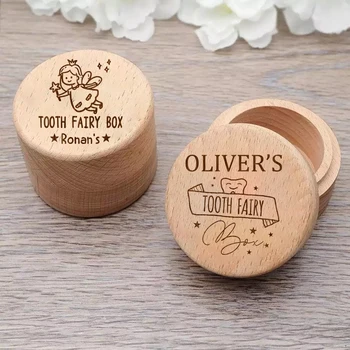 TOOTH FAIRY BOX
★Ronan's★
OLIVER'S
TOOTH FAIRY
Box